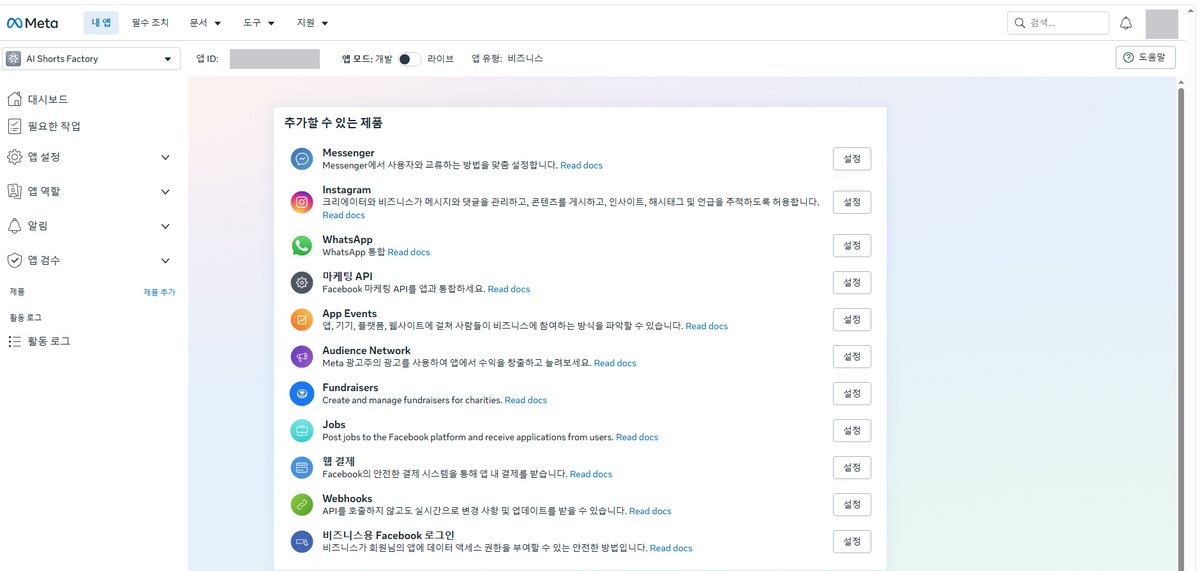 Meta
내 앱
필수 조치
문서
도구
지원
검색...
AI Shorts Factory
앱 ID:
앱 모드: 개발
라이브
앱 유형: 비즈니스
도움말
대시보드
필요한 작업
앱 설정
앱 역할
알림
앱 검수
제품
제품 추가
활동 로그
활동 로그
추가할 수 있는 제품
Messenger
Messenger에서 사용자와 교류하는 방법을 맞춤 설정합니다. Read docs
설정
Instagram
크리에이터와 비즈니스가 메시지와 댓글을 관리하고, 콘텐츠를 게시하고, 인사이트, 해시태그 및 언급을 추적하도록 허용합니다.
Read docs
설정
WhatsApp
WhatsApp 통합 Read docs
설정
마케팅 API
Facebook 마케팅 API를 앱과 통합하세요. Read docs
설정
App Events
앱, 기기, 플랫폼, 웹사이트에 걸쳐 사람들이 비즈니스에 참여하는 방식을 파악할 수 있습니다. Read docs
설정
Audience Network
Meta 광고주의 광고를 사용하여 앱에서 수익을 창출하고 늘려보세요. Read docs
설정
Fundraisers
Create and manage fundraisers for charities. Read docs
설정
Jobs
Post jobs to the Facebook platform and receive applications from users. Read docs
설정
웹 결제
Facebook의 안전한 결제 시스템을 통해 앱 내 결제를 받습니다. Read docs
설정
Webhooks
API를 호출하지 않고도 실시간으로 변경 사항 및 업데이트를 받을 수 있습니다. Read docs
설정
비즈니스용 Facebook 로그인
비즈니스가 회원님의 앱에 데이터 액세스 권한을 부여할 수 있는 안전한 방법입니다. Read docs
설정